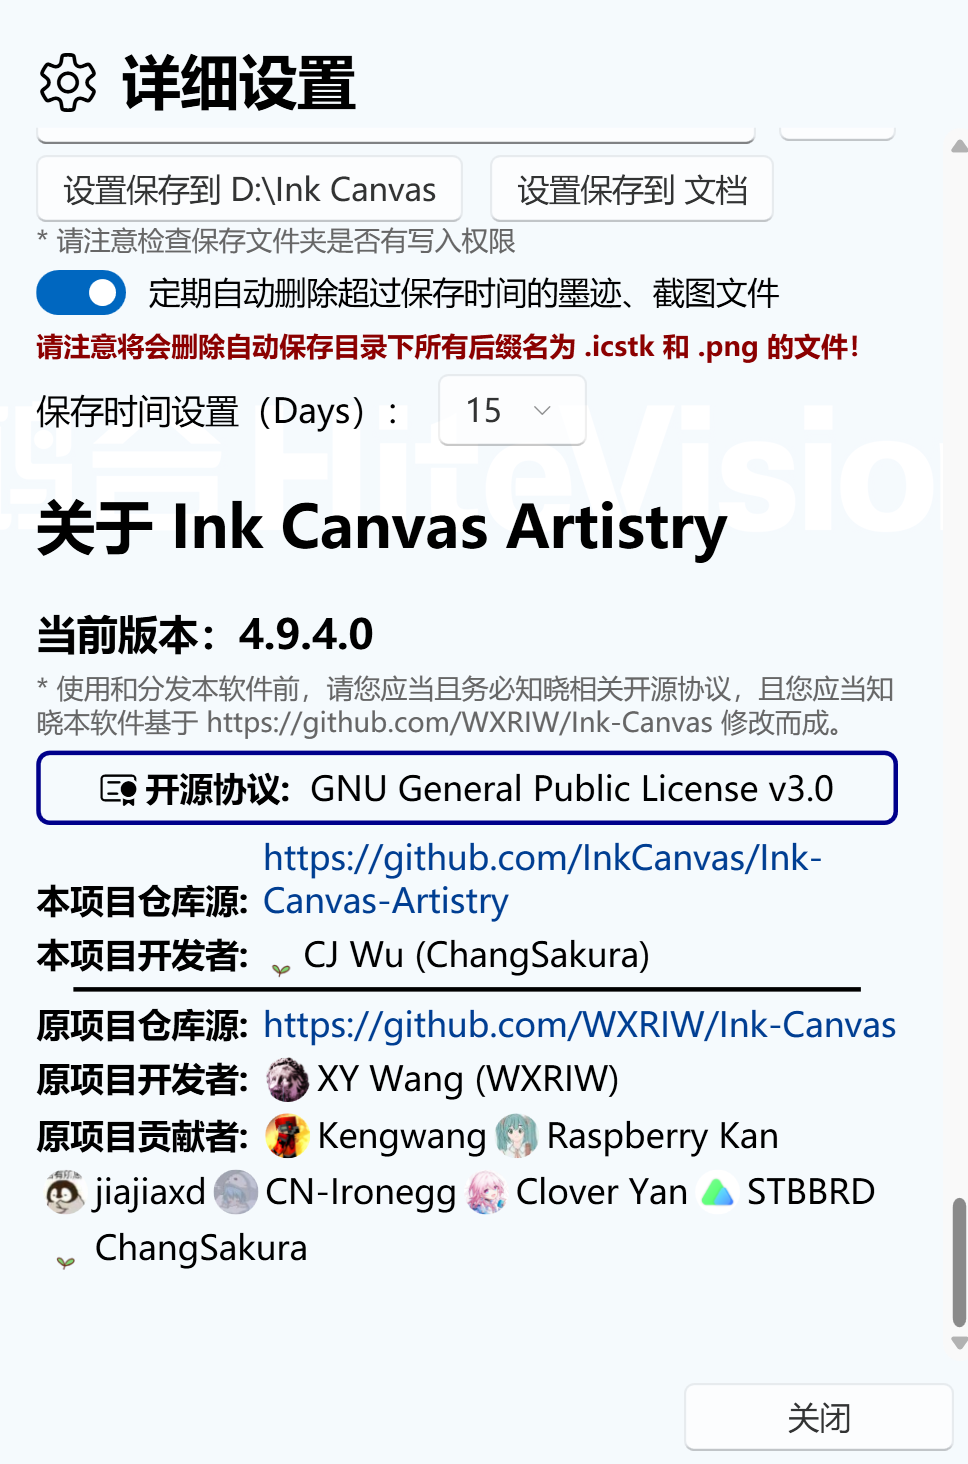 详细设置
设置保存到 D:\Ink Canvas
设置保存到 文档
* 请注意检查保存文件夹是否有写入权限
定期自动删除超过保存时间的墨迹、截图文件
请注意将会删除自动保存目录下所有后缀名为 .icstk 和 .png 的文件！
保存时间设置（Days）: 15
HiteVision
关于 Ink Canvas Artistry
当前版本：4.9.4.0
* 使用和分发本软件前，请您应当且务必知晓相关开源协议，且您应当知
晓本软件基于 https://github.com/WXRIW/Ink-Canvas 修改而成。
开源协议: GNU General Public License v3.0
https://github.com/InkCanvas/Ink-
本项目仓库源: Canvas-Artistry
本项目开发者: CJ Wu (ChangSakura)
原项目仓库源: https://github.com/WXRIW/Ink-Canvas
原项目开发者: XY Wang (WXRIW)
原项目贡献者: Kengwang Raspberry Kan
jiajiaxd CN-Ironegg Clover Yan STBBRD
ChangSakura
关闭